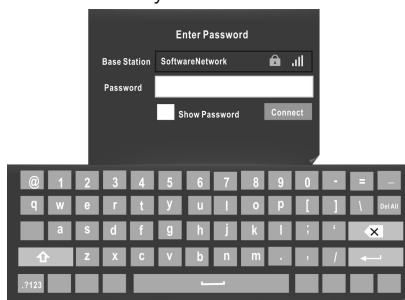 Enter Password
Base Station SoftwareNetwork
Password
Show Password Connect
@ 1 2 3 4 5 6 7 8 9 0 - = _
q w e r t y u i o p [ ] \ Del All
a s d f g h j k l ; '
z x c v b n m . , /
.?123